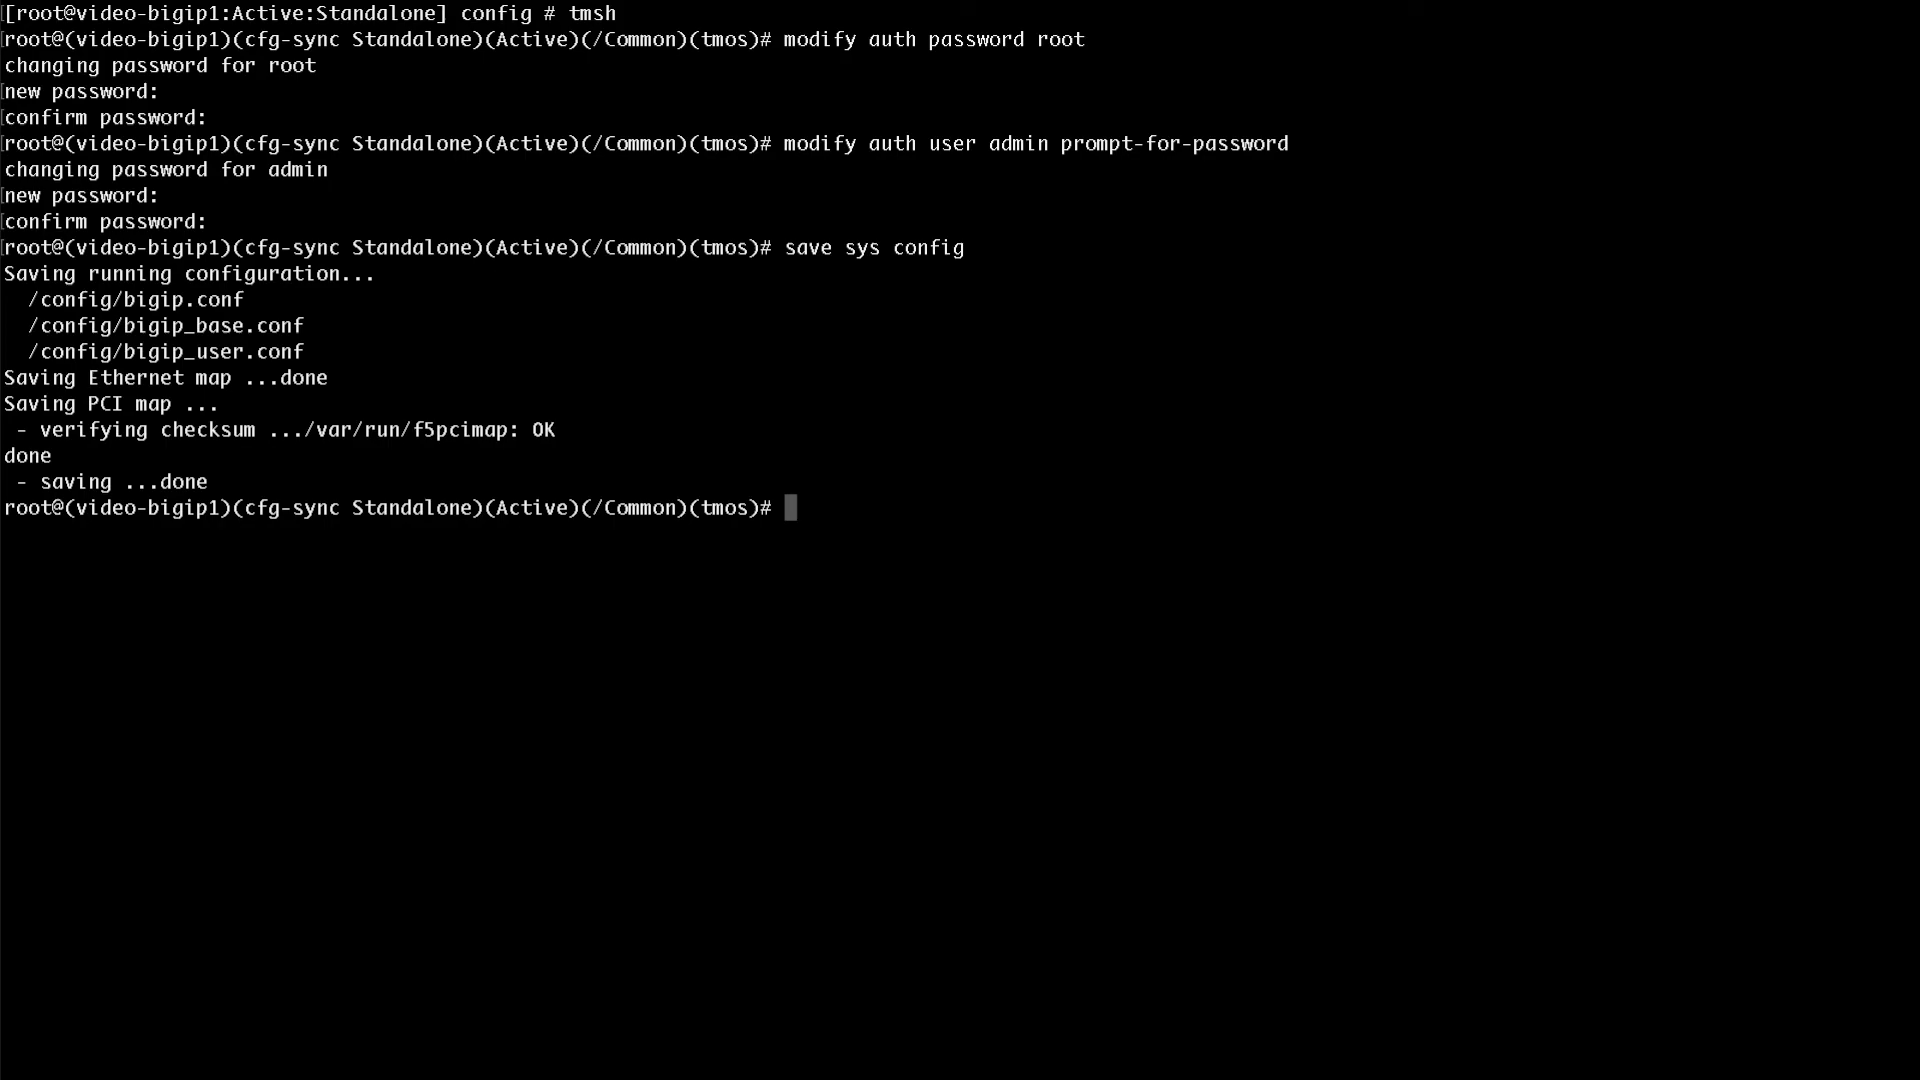 [root@video-bigip1:Active:Standalone] config # tmsh
root@(video-bigip1)(cfg-sync Standalone)(Active)(/Common)(tmos)# modify auth password root
changing password for root
new password:
confirm password:
root@(video-bigip1)(cfg-sync Standalone)(Active)(/Common)(tmos)# modify auth user admin prompt-for-password
changing password for admin
new password:
confirm password:
root@(video-bigip1)(cfg-sync Standalone)(Active)(/Common)(tmos)# save sys config
Saving running configuration...
  /config/bigip.conf
  /config/bigip_base.conf
  /config/bigip_user.conf
Saving Ethernet map ...done
Saving PCI map ...
 - verifying checksum .../var/run/f5pcimap: OK
done
 - saving ...done
root@(video-bigip1)(cfg-sync Standalone)(Active)(/Common)(tmos)#